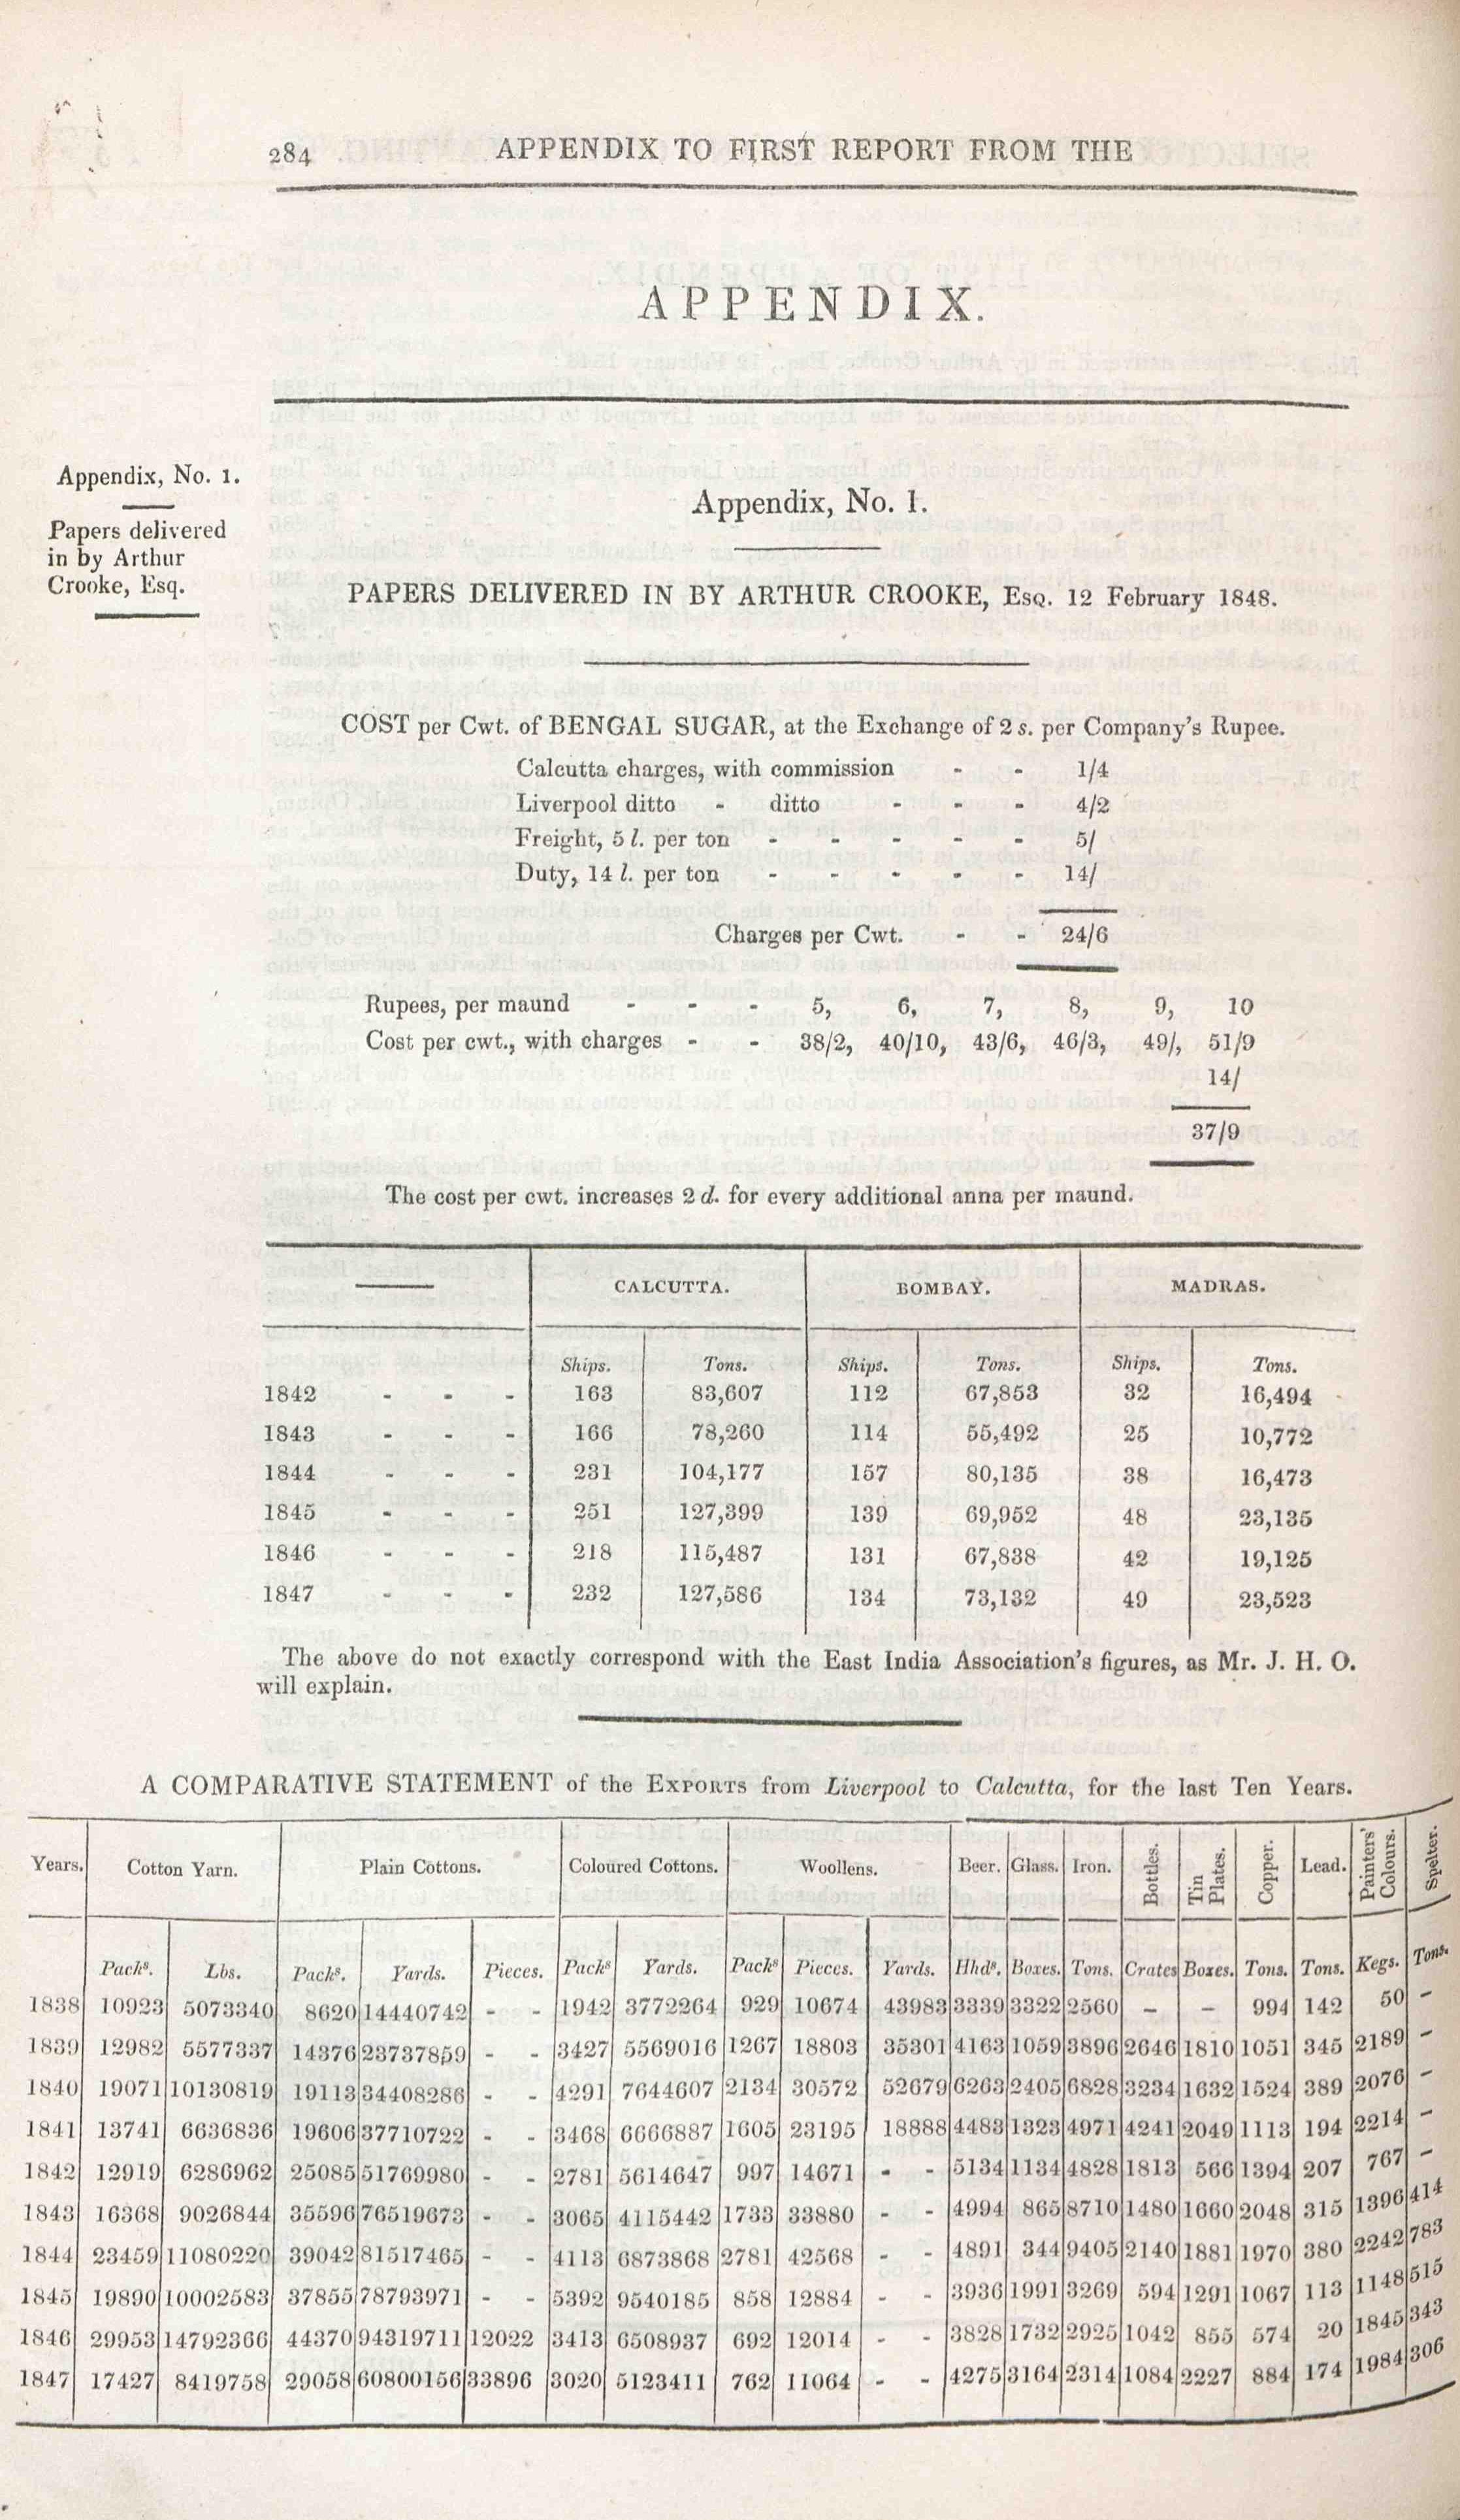 284 APPENDIX TO FIRST REPORT FROM THE
APPENDIX.
Appendix, No. 1.
Papers delivered
in by Arthur
Crooke, Esq.
Appendix, No. 1.
PAPERS DELIVERED IN BY ARTHUR CROOKE, Esq. 12 February 1848.
COST per Cwt. of BENGAL SUGAR, at the Exchange of 2 s. per Company's Rupee.
Calcutta charges, with commission - - 1/4
Liverpool ditto - ditto - - - 4/2
Freight, 5 l. per ton - - - - - 5/
Duty, 14 l. per ton - - - - - 14/
Charges per Cwt. - - 24/6
Rupees, per maund - - - 5, 6, 7, 8, 9, 10
Cost per cwt., with charges - - 38/2, 40/10, 43/6, 46/3, 49/, 51/9
14/
37/9
The cost per cwt. increases 2 d. for every additional anna per maund.
CALCUTTA. BOMBAY. MADRAS.
Ships. Tons. Ships. Tons. Ships. Tons.
1842 - - - 163 83,607 112 67,853 32 16,494
1843 - - - 166 78,260 114 55,492 25 10,772
1844 - - - 231 104,177 157 80,135 38 16,473
1845 - - - 251 127,399 139 69,952 48 23,135
1846 - - - 218 115,487 131 67,838 42 19,125
1847 - - - 232 127,586 134 73,132 49 23,523
The above do not exactly correspond with the East India Association's figures, as Mr. J. H. O.
will explain.
A COMPARATIVE STATEMENT of the Exports from Liverpool to Calcutta, for the last Ten Years.
Years. Cotton Yarn. Plain Cottons. Coloured Cottons. Woollens. Beer. Glass. Iron. Bottles. Tin Plates. Copper. Lead. Painters' Colours. Spelter.
Packs. Lbs. Packs. Yards. Pieces. Packs Yards. Packs Pieces. Yards. Hhds. Boxes. Tons. Crates Boxes. Tons. Tons. Kegs. Tons.
1838 10923 5073340 8620 14440742 - - 1942 3772264 929 10674 43983 3339 3322 2560 - - 994 142 50 -
1839 12982 5577337 14376 23737859 - - 3427 5569016 1267 18803 35301 4163 1059 3896 2646 1810 1051 345 2189 -
1840 19071 10130819 19113 34408286 - - 4291 7644607 2134 30572 52679 6263 2405 6828 3234 1632 1524 389 2076 -
1841 13741 6636836 19606 37710722 - - 3468 6666887 1605 23195 18888 4483 1323 4971 4241 2049 1113 194 2214 -
1842 12919 6286962 25085 51769980 - - 2781 5614647 997 14671 - - 5134 1134 4828 1813 566 1394 207 767 -
1843 16368 9026844 35596 76519673 - - 3065 4115442 1733 33880 - - 4994 865 8710 1480 1660 2048 315 1396 414
1844 23459 11080220 39042 81517465 - - 4113 6873868 2781 42568 - - 4891 344 9405 2140 1881 1970 380 2242 783
1845 19890 10002583 37855 78793971 - - 5392 9540185 858 12884 - - 3936 1991 3269 594 1291 1067 113 1148 515
1846 29953 14792366 44370 94319711 12022 3413 6508937 692 12014 - - 3828 1732 2925 1042 855 574 20 1845 343
1847 17427 8419758 29058 60800156 33896 3020 5123411 762 11064 - - 4275 3164 2314 1084 2227 884 174 1984 306